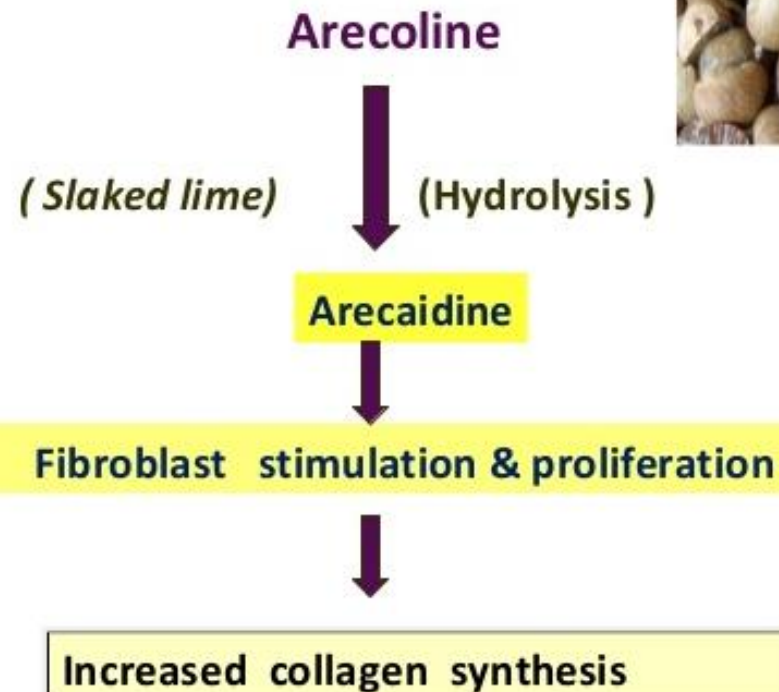 Arecoline
( Slaked lime) (Hydrolysis )
Arecaidine
Fibroblast stimulation & proliferation
Increased collagen synthesis